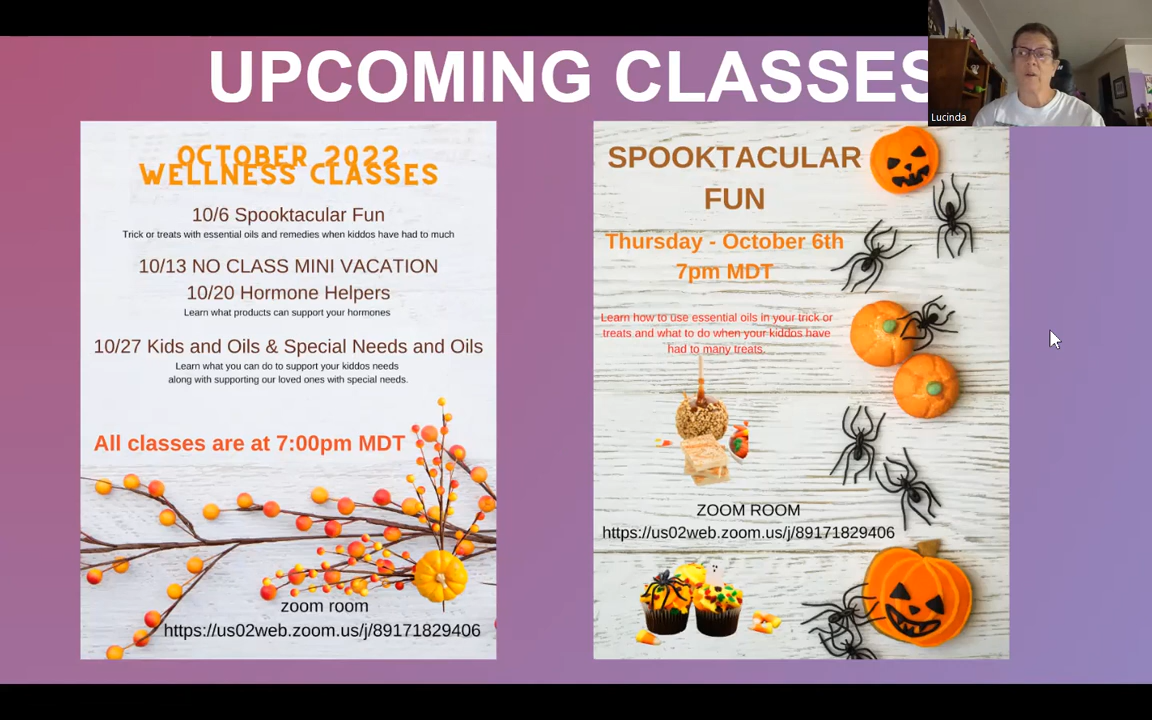 UPCOMING CLASSES
Lucinda
OCTOBER 2022
WELLNESS CLASSES
10/6 Spooktacular Fun
Trick or treats with essential oils and remedies when kiddos have had to much
10/13 NO CLASS MINI VACATION
10/20 Hormone Helpers
Learn what products can support your hormones
10/27 Kids and Oils & Special Needs and Oils
Learn what you can do to support your kiddos needs
along with supporting our loved ones with special needs.
All classes are at 7:00pm MDT
zoom room
https://us02web.zoom.us/j/89171829406
SPOOKTACULAR
FUN
Thursday - October 6th
7pm MDT
Learn how to use essential oils in your trick or
treats and what to do when your kiddos have
had to many treats.
ZOOM ROOM
https://us02web.zoom.us/j/89171829406